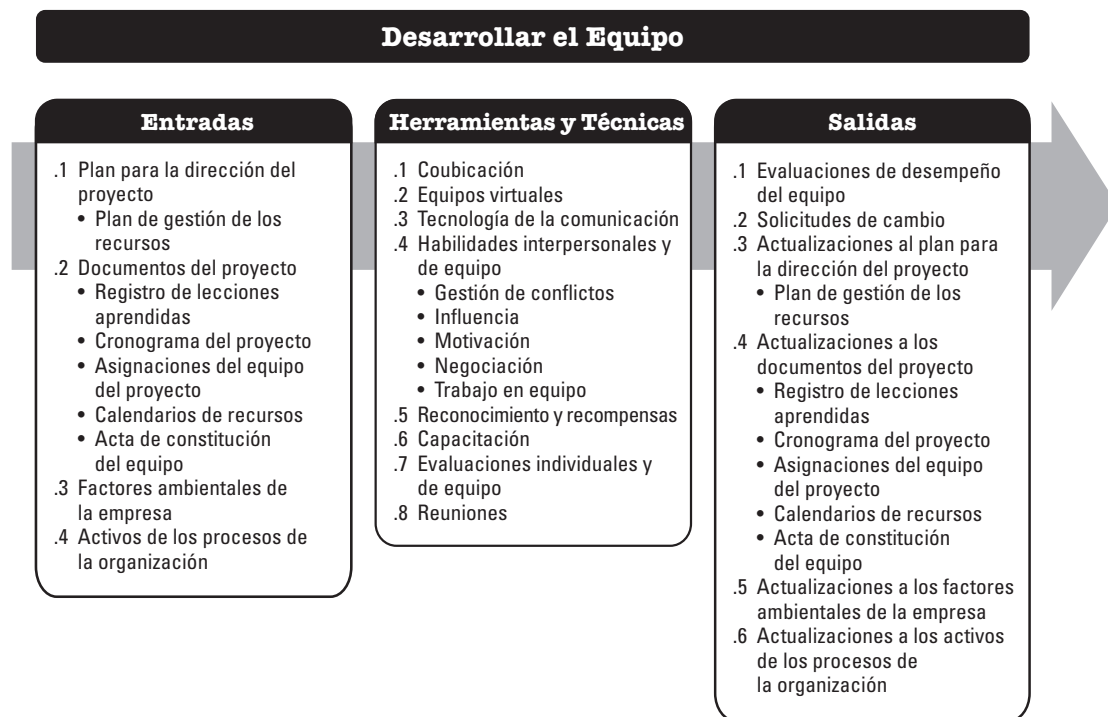 Desarrollar el Equipo
Entradas
.1 Plan para la dirección del
proyecto
• Plan de gestión de los
recursos
.2 Documentos del proyecto
• Registro de lecciones
aprendidas
• Cronograma del proyecto
• Asignaciones del equipo
del proyecto
• Calendarios de recursos
• Acta de constitución
del equipo
.3 Factores ambientales de
la empresa
.4 Activos de los procesos de
la organización
Herramientas y Técnicas
.1 Coubicación
.2 Equipos virtuales
.3 Tecnología de la comunicación
.4 Habilidades interpersonales y
de equipo
• Gestión de conflictos
• Influencia
• Motivación
• Negociación
• Trabajo en equipo
.5 Reconocimiento y recompensas
.6 Capacitación
.7 Evaluaciones individuales y
de equipo
.8 Reuniones
Salidas
.1 Evaluaciones de desempeño
del equipo
.2 Solicitudes de cambio
.3 Actualizaciones al plan para
la dirección del proyecto
• Plan de gestión de los
recursos
.4 Actualizaciones a los
documentos del proyecto
• Registro de lecciones
aprendidas
• Cronograma del proyecto
• Asignaciones del equipo
del proyecto
• Calendarios de recursos
• Acta de constitución
del equipo
.5 Actualizaciones a los factores
ambientales de la empresa
.6 Actualizaciones a los activos
de los procesos de
la organización